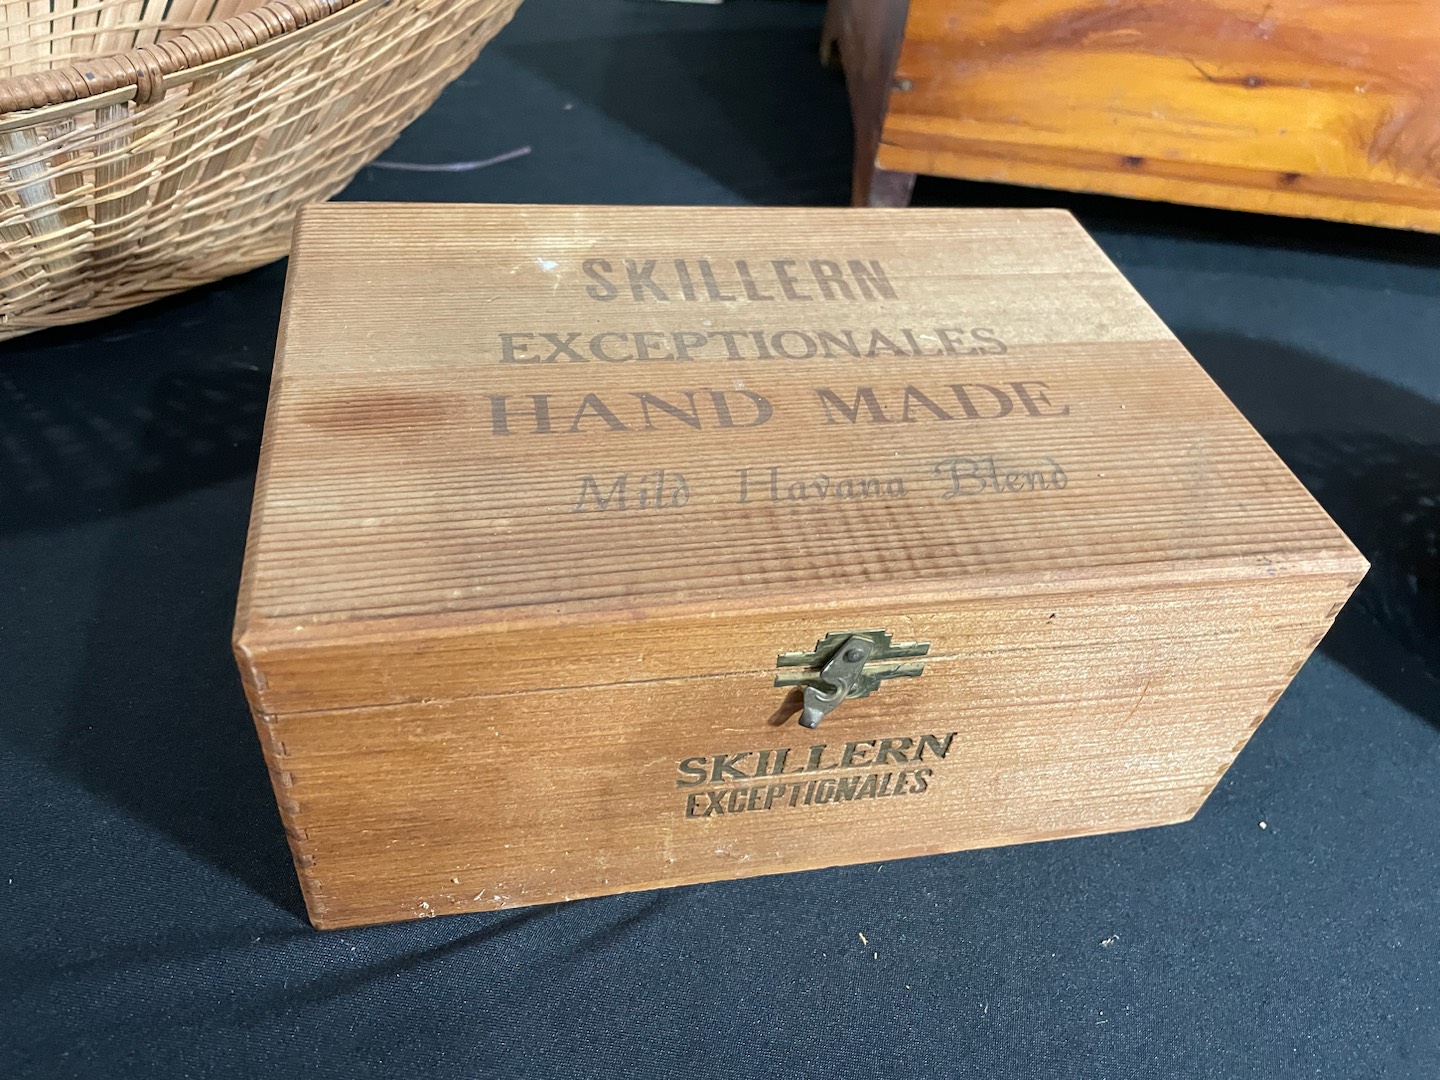 SKILLERN
EXCEPTIONALES
HAND MADE
Mild Havana Blend
SKILLERN
EXCEPTIONALES